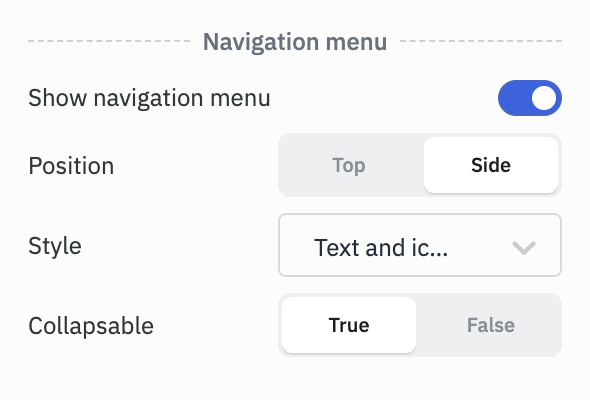 Navigation menu
Show navigation menu
Position Top Side
Style Text and ic...
Collapsable True False